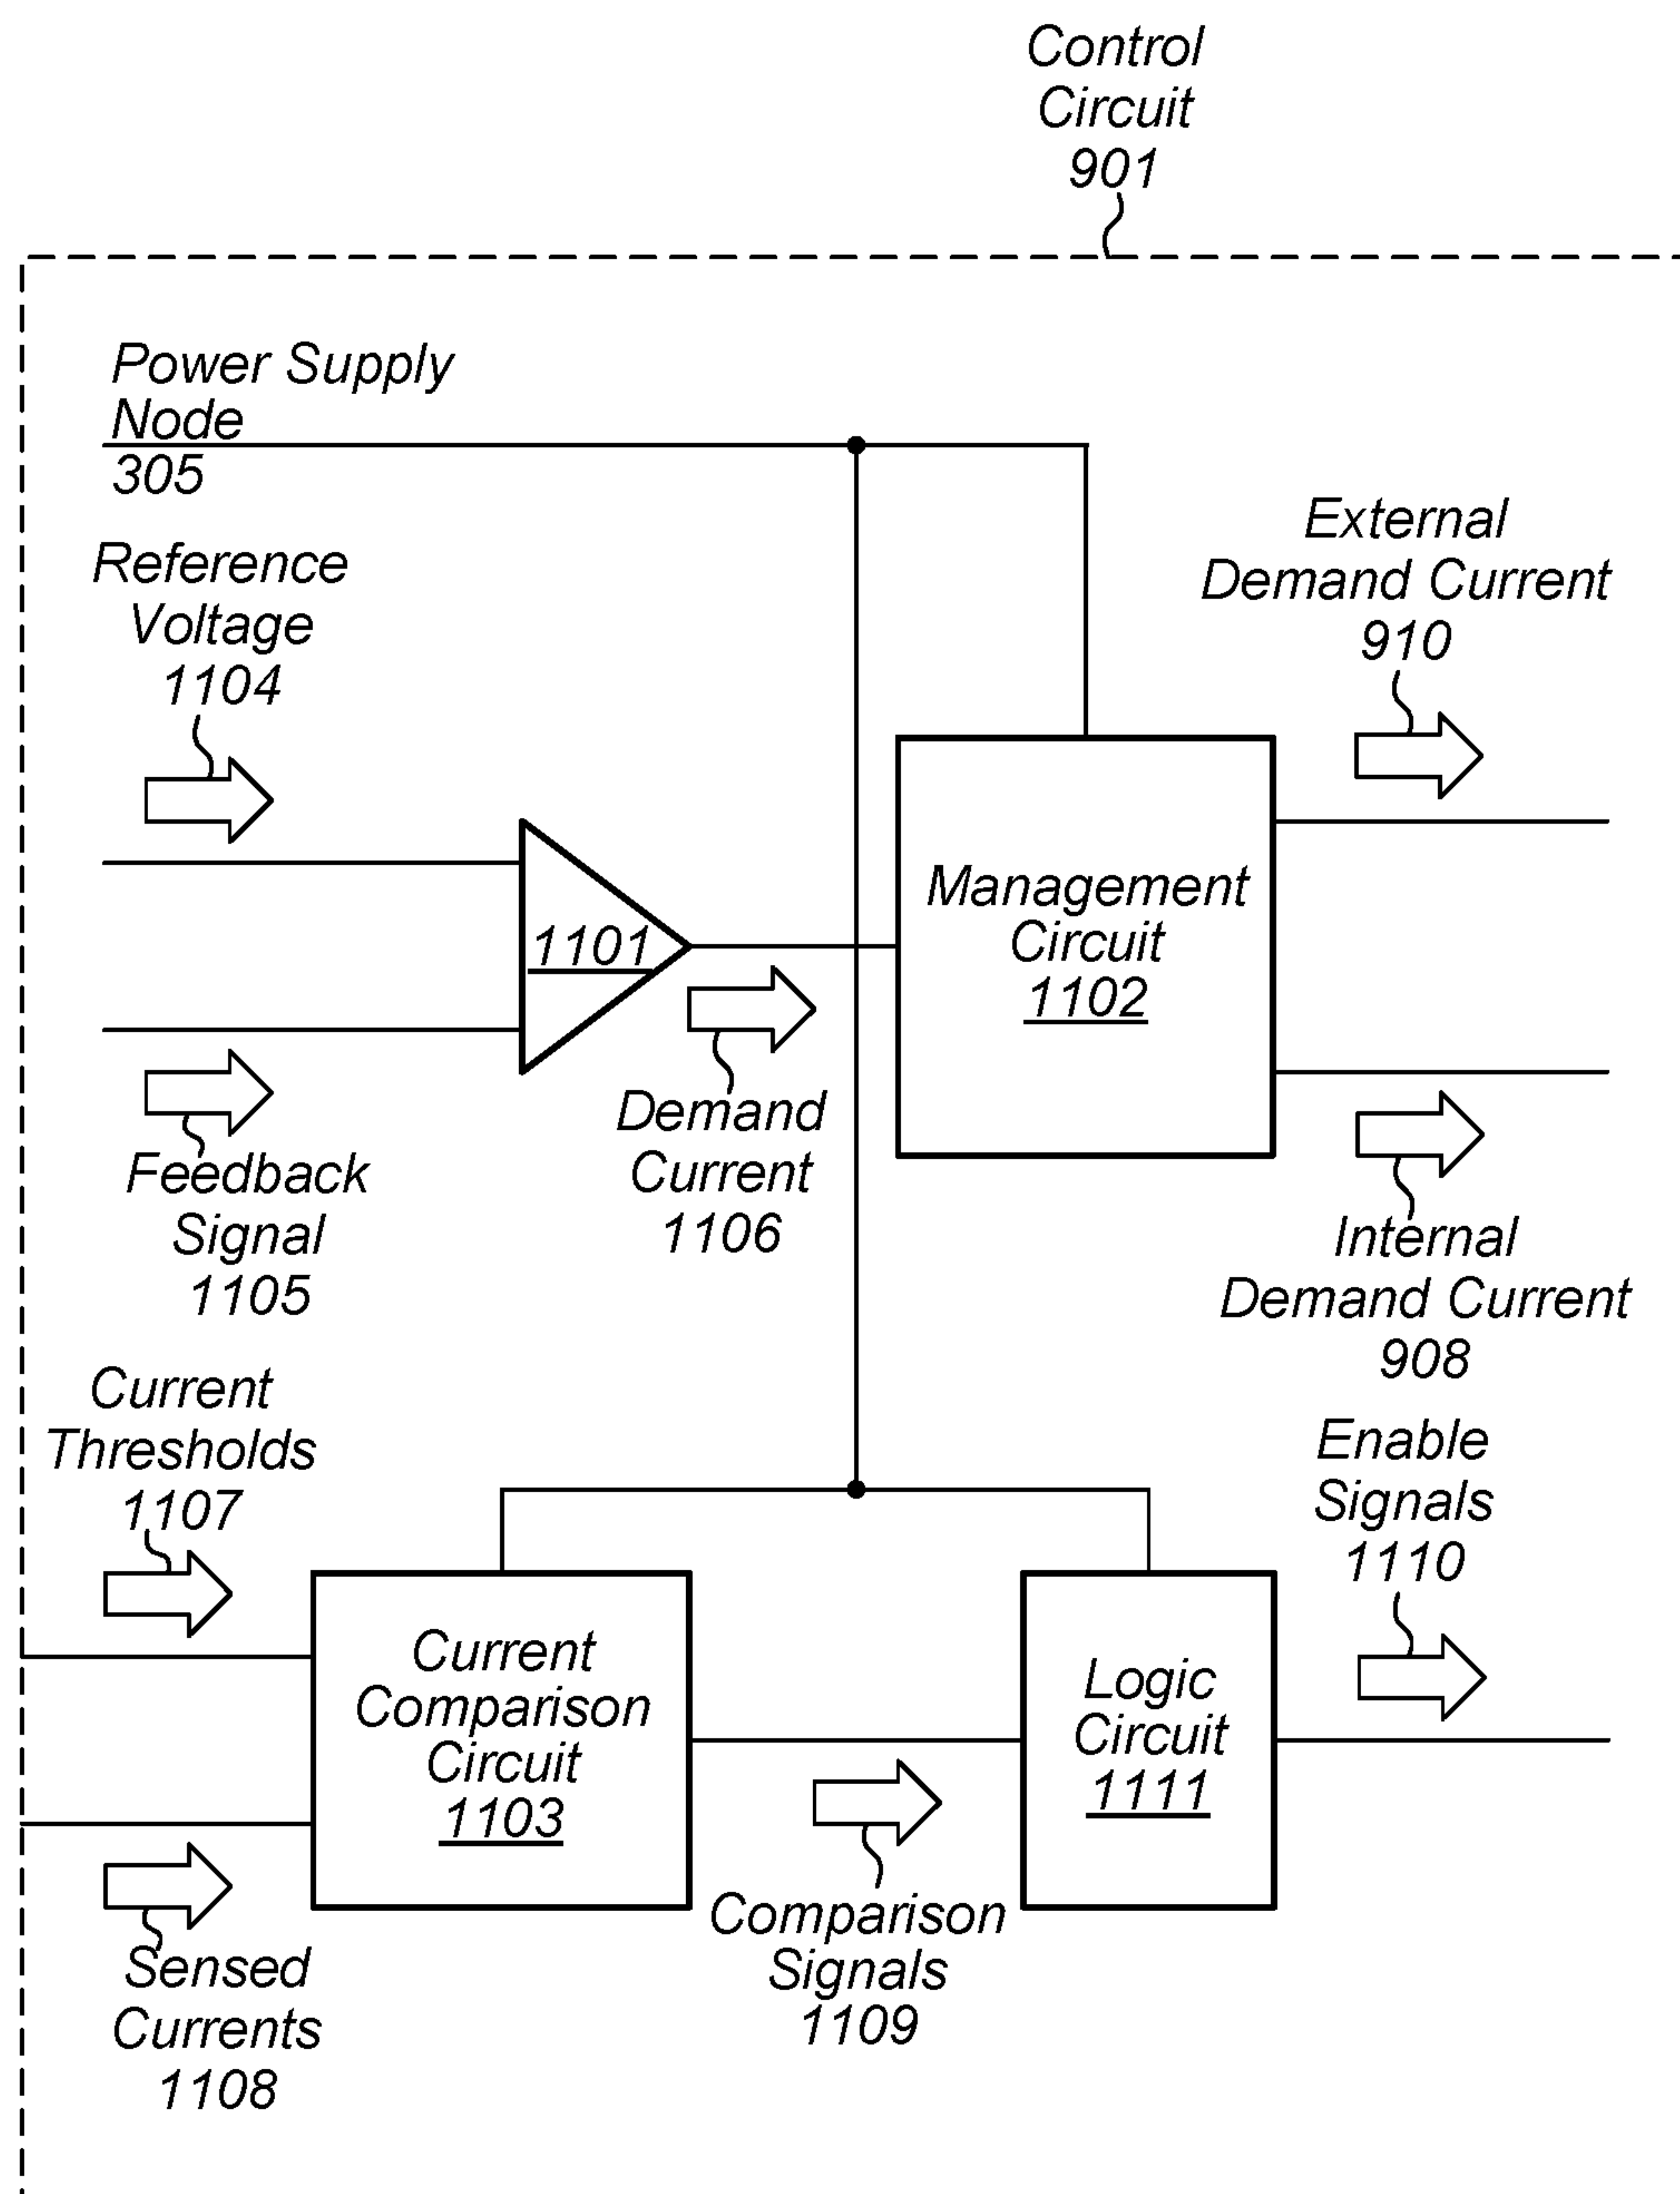 Control
Circuit
901
Power Supply
Node
305
Reference
Voltage
1104
External
Demand Current
910
1101
Management
Circuit
1102
Feedback
Signal
1105
Demand
Current
1106
Internal
Demand Current
908
Current
Thresholds
1107
Enable
Signals
1110
Current
Comparison
Circuit
1103
Logic
Circuit
1111
Sensed
Currents
1108
Comparison
Signals
1109